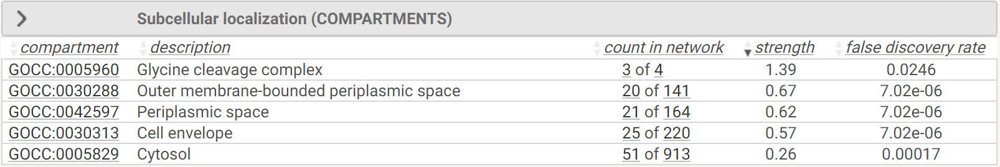 Subcellular localization (COMPARTMENTS)
compartment description count in network strength false discovery rate
GOCC:0005960 Glycine cleavage complex 3 of 4 1.39 0.0246
GOCC:0030288 Outer membrane-bounded periplasmic space 20 of 141 0.67 7.02e-06
GOCC:0042597 Periplasmic space 21 of 164 0.62 7.02e-06
GOCC:0030313 Cell envelope 25 of 220 0.57 7.02e-06
GOCC:0005829 Cytosol 51 of 913 0.26 0.00017